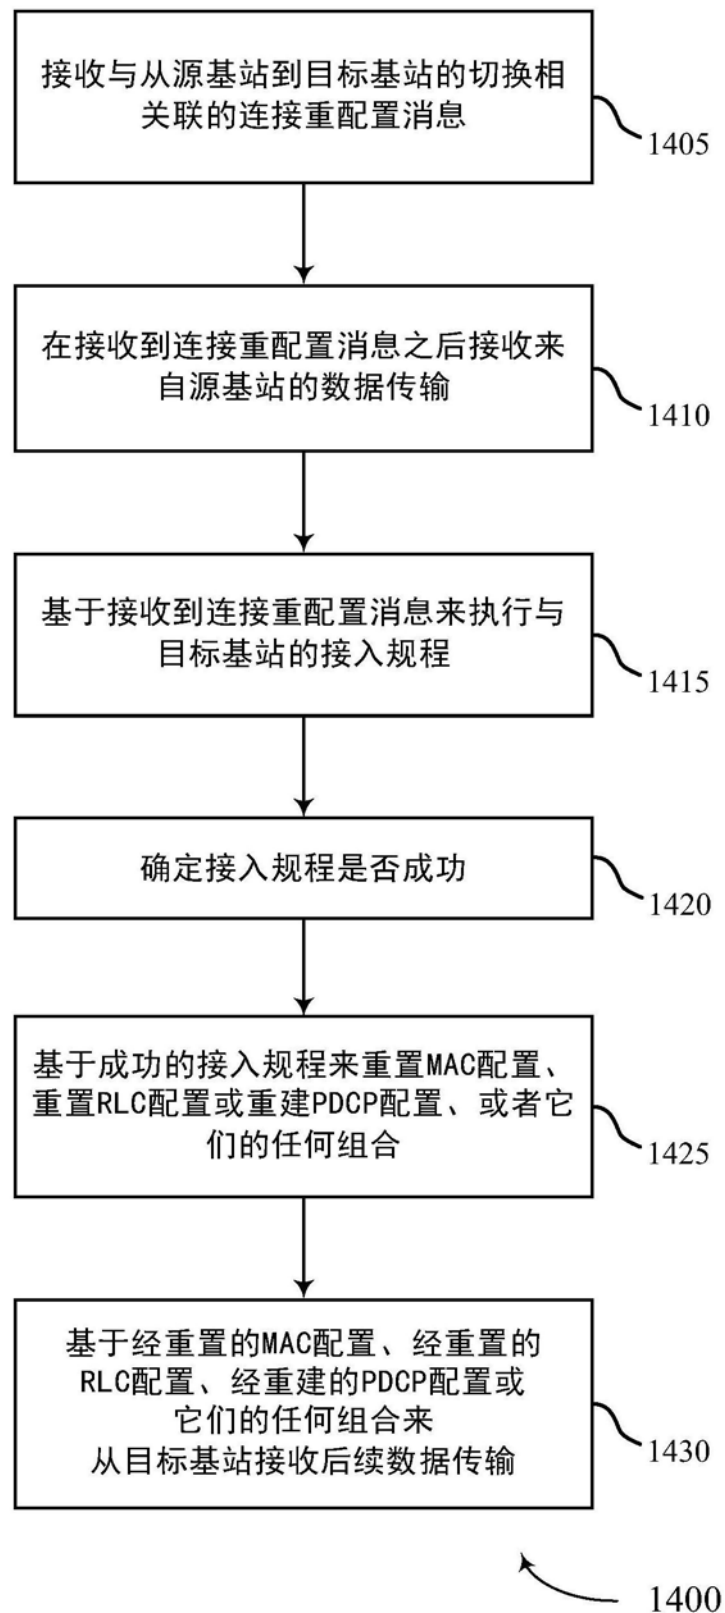 接收与从源基站到目标基站的切换相
关联的连接重配置消息
1405
在接收到连接重配置消息之后接收来
自源基站的数据传输
1410
基于接收到连接重配置消息来执行与
目标基站的接入规程
1415
确定接入规程是否成功
1420
基于成功的接入规程来重置MAC配置、
重置RLC配置或重建PDCP配置、或者它
们的任何组合
1425
基于经重置的MAC配置、经重置的
RLC配置、经重建的PDCP配置或
它们的任何组合来
从目标基站接收后续数据传输
1430
1400